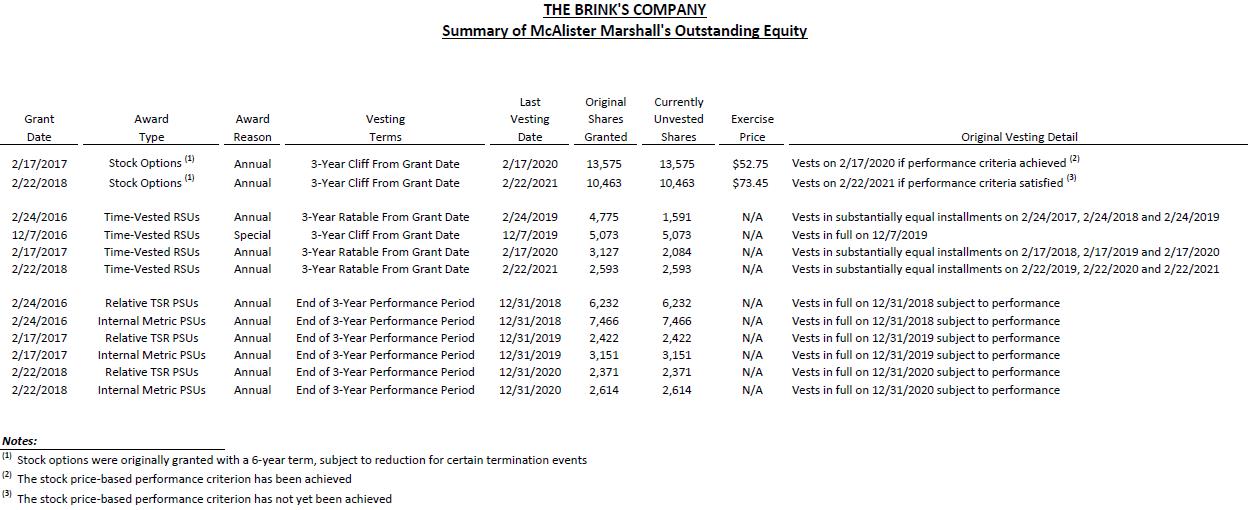 THE BRINK'S COMPANY
Summary of McAlister Marshall's Outstanding Equity
Last Original Currently
Grant Award Award Vesting Vesting Shares Unvested Exercise
Date Type Reason Terms Date Granted Shares Price Original Vesting Detail
2/17/2017 Stock Options (1) Annual 3-Year Cliff From Grant Date 2/17/2020 13,575 13,575 $52.75 Vests on 2/17/2020 if performance criteria achieved (2)
2/22/2018 Stock Options (1) Annual 3-Year Cliff From Grant Date 2/22/2021 10,463 10,463 $73.45 Vests on 2/22/2021 if performance criteria satisfied (3)
2/24/2016 Time-Vested RSUs Annual 3-Year Ratable From Grant Date 2/24/2019 4,775 1,591 N/A Vests in substantially equal installments on 2/24/2017, 2/24/2018 and 2/24/2019
12/7/2016 Time-Vested RSUs Special 3-Year Cliff From Grant Date 12/7/2019 5,073 5,073 N/A Vests in full on 12/7/2019
2/17/2017 Time-Vested RSUs Annual 3-Year Ratable From Grant Date 2/17/2020 3,127 2,084 N/A Vests in substantially equal installments on 2/17/2018, 2/17/2019 and 2/17/2020
2/22/2018 Time-Vested RSUs Annual 3-Year Ratable From Grant Date 2/22/2021 2,593 2,593 N/A Vests in substantially equal installments on 2/22/2019, 2/22/2020 and 2/22/2021
2/24/2016 Relative TSR PSUs Annual End of 3-Year Performance Period 12/31/2018 6,232 6,232 N/A Vests in full on 12/31/2018 subject to performance
2/24/2016 Internal Metric PSUs Annual End of 3-Year Performance Period 12/31/2018 7,466 7,466 N/A Vests in full on 12/31/2018 subject to performance
2/17/2017 Relative TSR PSUs Annual End of 3-Year Performance Period 12/31/2019 2,422 2,422 N/A Vests in full on 12/31/2019 subject to performance
2/17/2017 Internal Metric PSUs Annual End of 3-Year Performance Period 12/31/2019 3,151 3,151 N/A Vests in full on 12/31/2019 subject to performance
2/22/2018 Relative TSR PSUs Annual End of 3-Year Performance Period 12/31/2020 2,371 2,371 N/A Vests in full on 12/31/2020 subject to performance
2/22/2018 Internal Metric PSUs Annual End of 3-Year Performance Period 12/31/2020 2,614 2,614 N/A Vests in full on 12/31/2020 subject to performance
Notes:
(1) Stock options were originally granted with a 6-year term, subject to reduction for certain termination events
(2) The stock price-based performance criterion has been achieved
(3) The stock price-based performance criterion has not yet been achieved